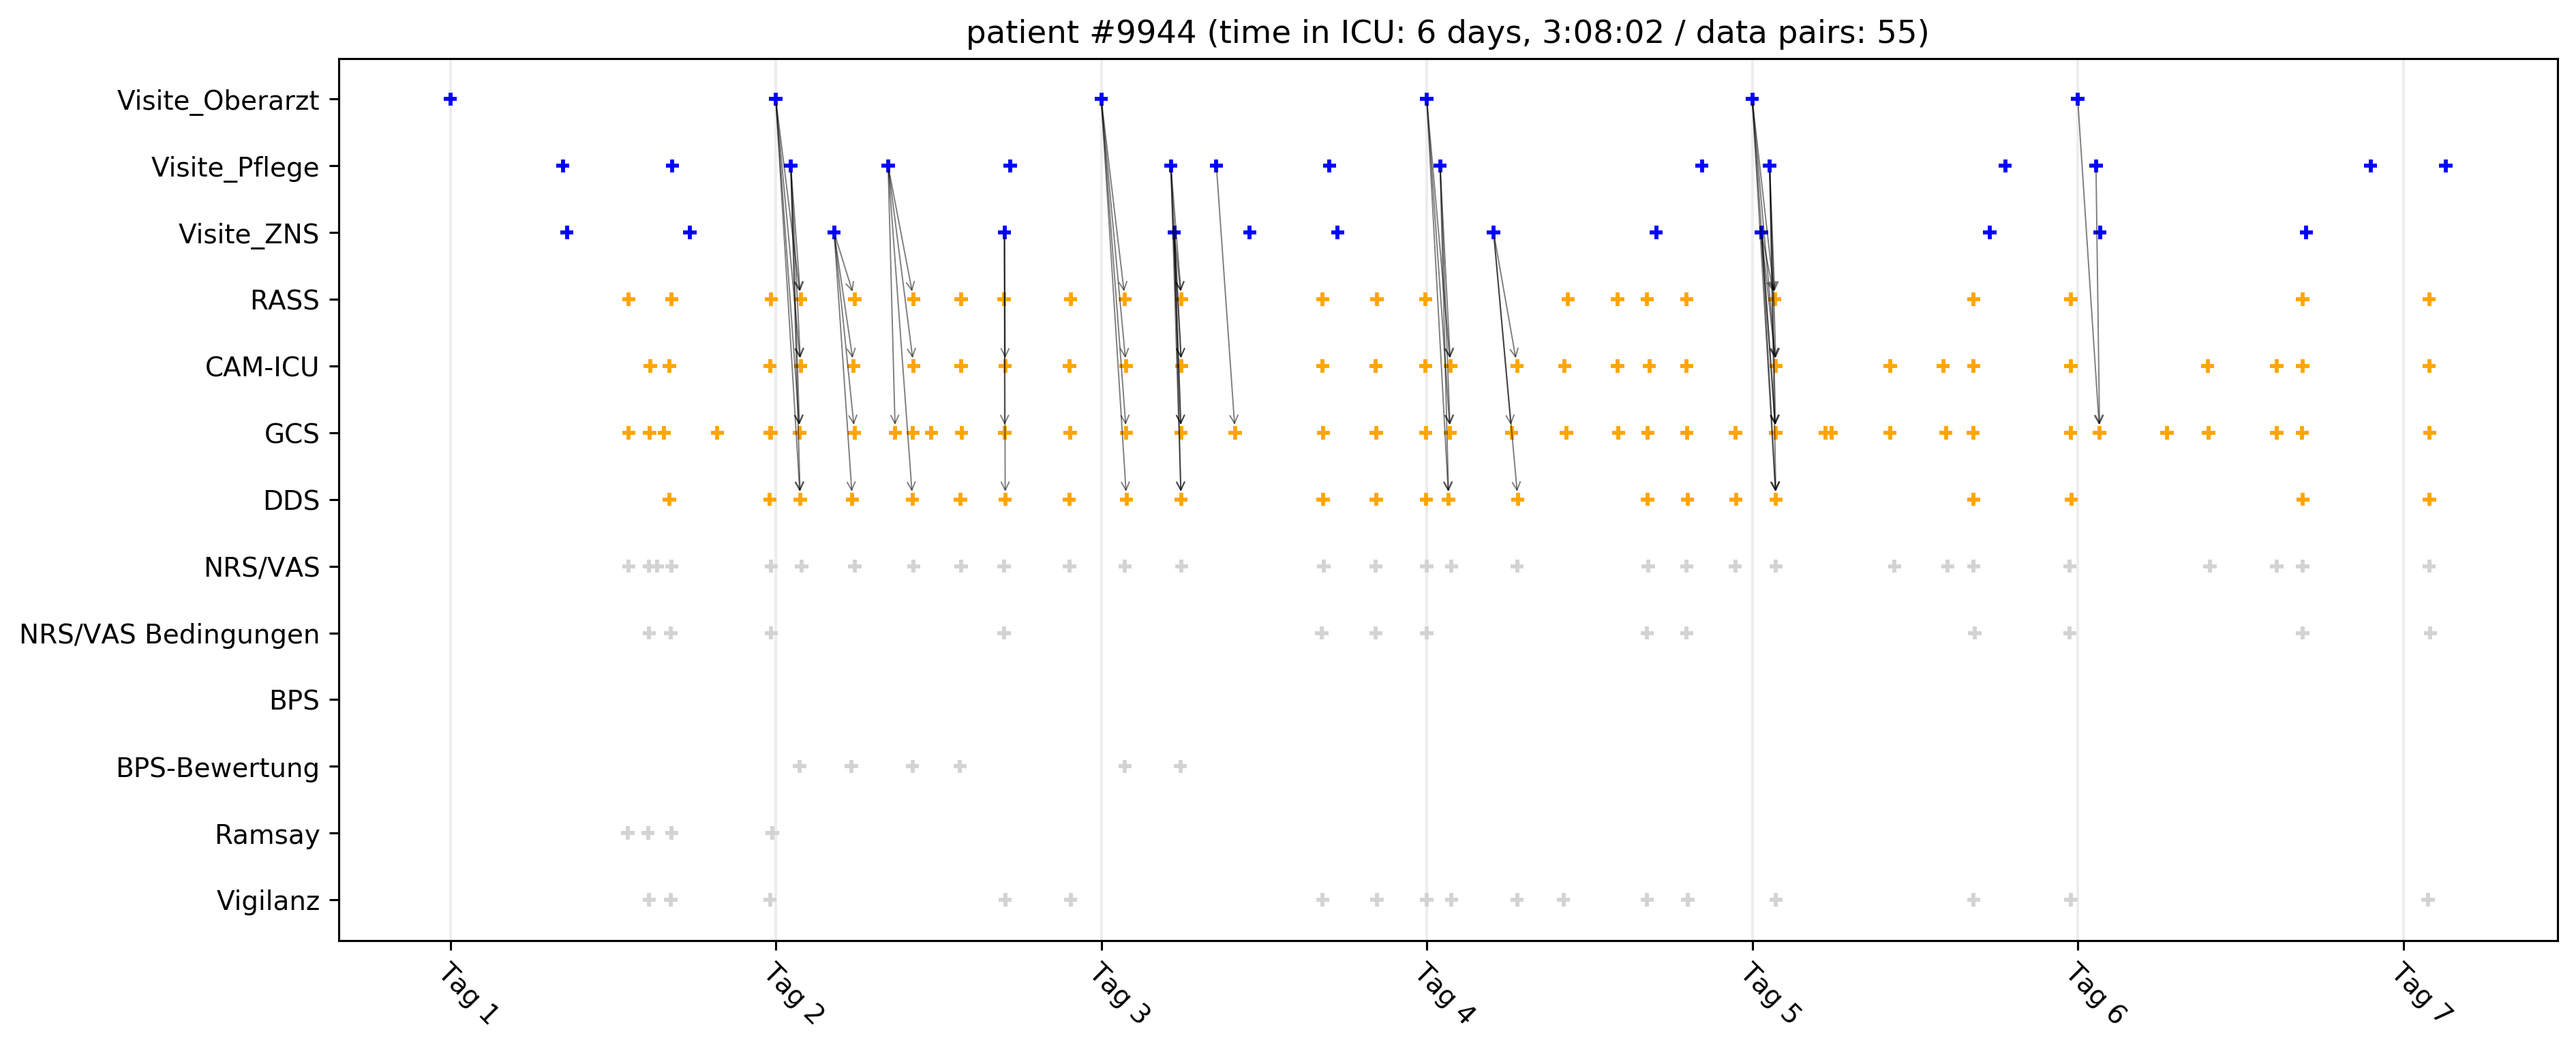 patient #9944 (time in ICU: 6 days, 3:08:02 / data pairs: 55)
Visite_Oberarzt
Visite_Pflege
Visite_ZNS
RASS
CAM-ICU
GCS
DDS
NRS/VAS
NRS/VAS Bedingungen
BPS
BPS-Bewertung
Ramsay
Vigilanz
Tag 1
Tag 2
Tag 3
Tag 4
Tag 5
Tag 6
Tag 7